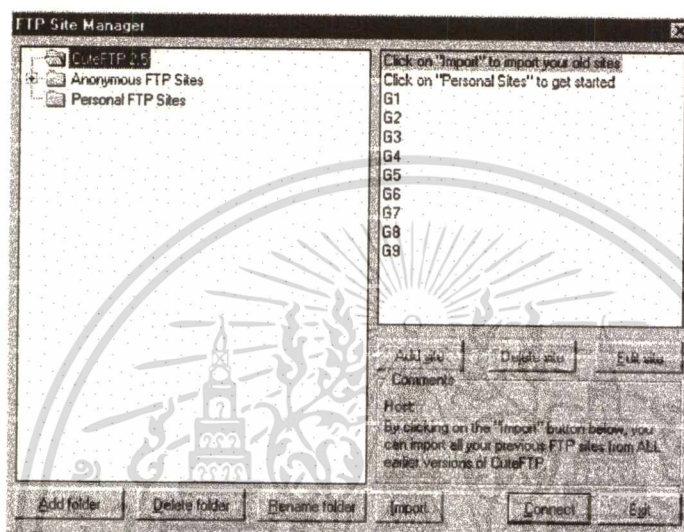 FTP Site Manager
CuteFTP 2.6
Anonymous FTP Sites
Personal FTP Sites
Click on "Import" to import your old sites
Click on "Personal Sites" to get started
G1
G2
G3
G4
G5
G6
G7
G8
G9
Add site
Delete site
Edit site
Comments
Host:
By clicking on the "Import" button below, you
can import all your previous FTP sites from ALL
earlier versions of CuteFTP
Add folder
Delete folder
Rename folder
Import
Connect
Exit